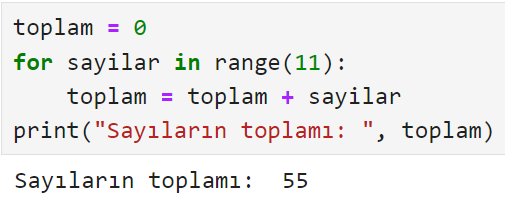 toplam = 0
for sayilar in range(11):
    toplam = toplam + sayilar
print("Sayıların toplamı: ", toplam)
Sayıların toplamı:  55